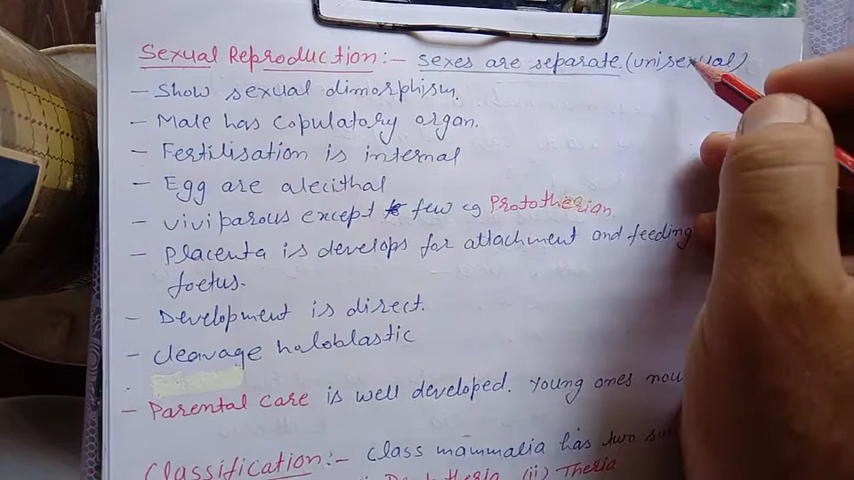 Sexual Reproduction :- sexes are separate (unisexual)
- Show sexual dimorphism.
- Male has copulatory organ.
- Fertilisation is internal
- Egg are alecithal
- viviparous except few eg Prototherian.
- Placenta is develops for attachment and feeding
foetus.
- Development is direct.
- cleavage holoblastic
- Parental care is well developed. Young ones
Classification :- class mammalia has two
(ii) Theria